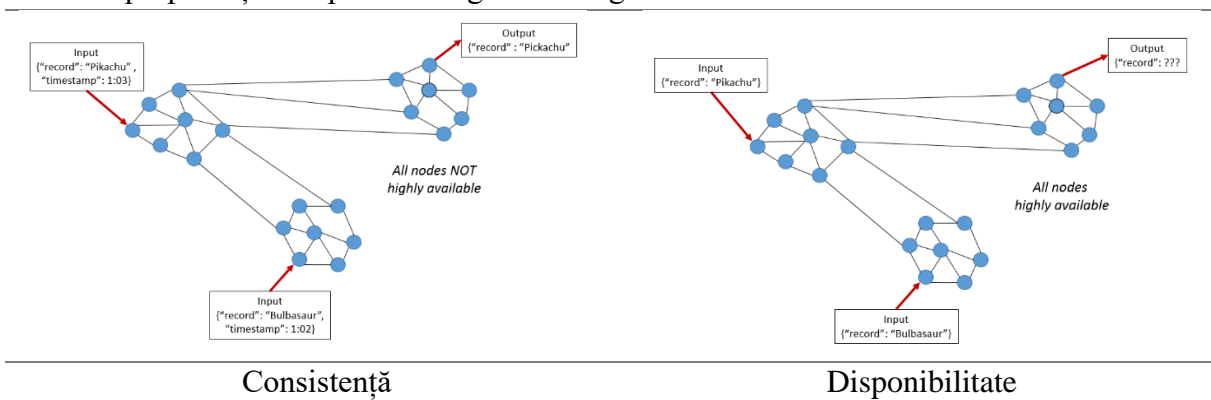 Input
{"record": "Pikachu" ,
"timestamp": 1:03}
Output
{"record" : "Pickachu"
All nodes NOT
highly available
Input
{"record": "Bulbasaur",
"timestamp": 1:02}
Input
{"record": "Pikachu"}
Output
{"record": ???
All nodes
highly available
Input
{"record": "Bulbasaur"}
Consistență
Disponibilitate